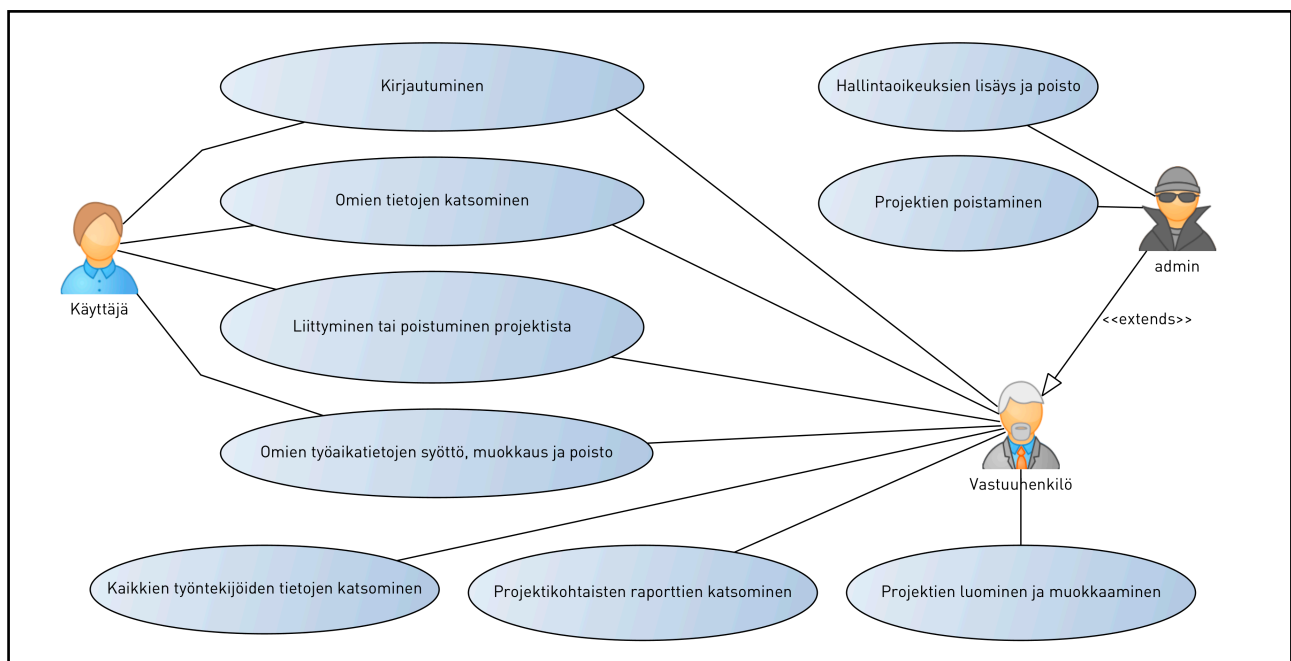 Kirjautuminen
Hallintaoikeuksien lisäys ja poisto
Omien tietojen katsominen
Projektien poistaminen
admin
Käyttäjä
Liittyminen tai poistuminen projektista
<<extends>>
Omien työaikatietojen syöttö, muokkaus ja poisto
Vastuuhenkilö
Kaikkien työntekijöiden tietojen katsominen
Projektikohtaisten raporttien katsominen
Projektien luominen ja muokkaaminen